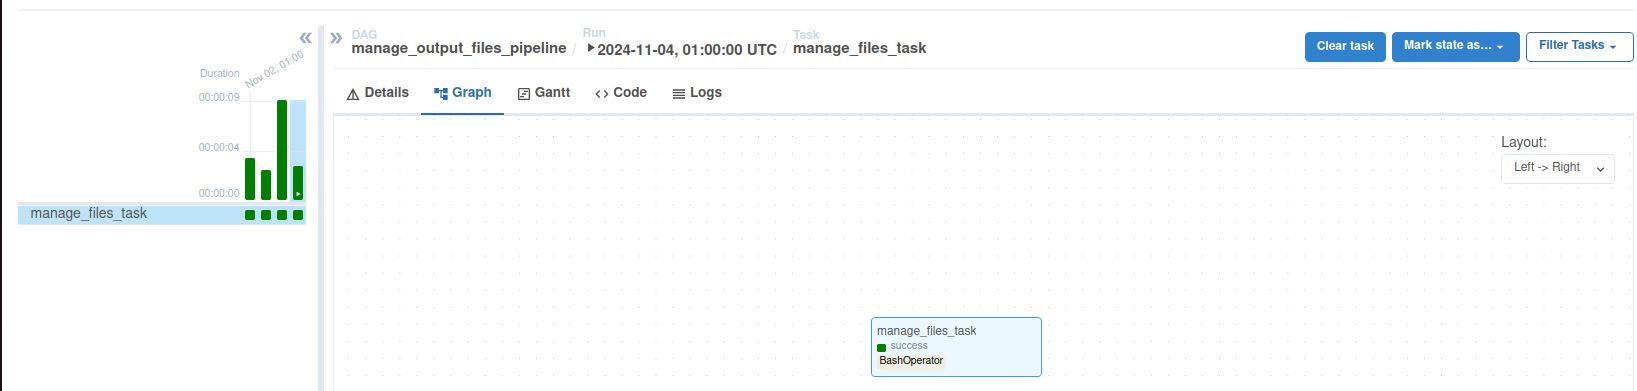 DAG
manage_output_files_pipeline / 
Run
2024-11-04, 01:00:00 UTC /
Task
manage_files_task
Clear task
Mark state as...
Filter Tasks
Duration
Nov 02, 01:00
00:00:09
00:00:04
00:00:00
manage_files_task
Details
Graph
Gantt
Code
Logs
Layout:
Left -> Right
manage_files_task
success
BashOperator